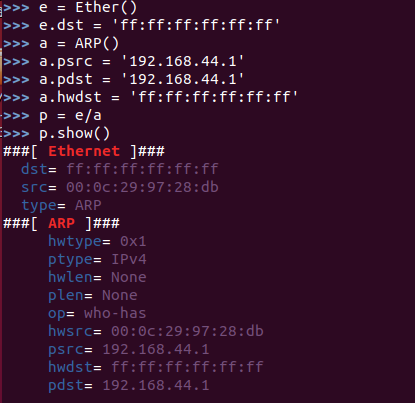 >>> e = Ether()
>>> e.dst = 'ff:ff:ff:ff:ff:ff'
>>> a = ARP()
>>> a.psrc = '192.168.44.1'
>>> a.pdst = '192.168.44.1'
>>> a.hwdst = 'ff:ff:ff:ff:ff:ff'
>>> p = e/a
>>> p.show()
###[ Ethernet ]###
  dst= ff:ff:ff:ff:ff:ff
  src= 00:0c:29:97:28:db
  type= ARP
###[ ARP ]###
     hwtype= 0x1
     ptype= IPv4
     hwlen= None
     plen= None
     op= who-has
     hwsrc= 00:0c:29:97:28:db
     psrc= 192.168.44.1
     hwdst= ff:ff:ff:ff:ff:ff
     pdst= 192.168.44.1